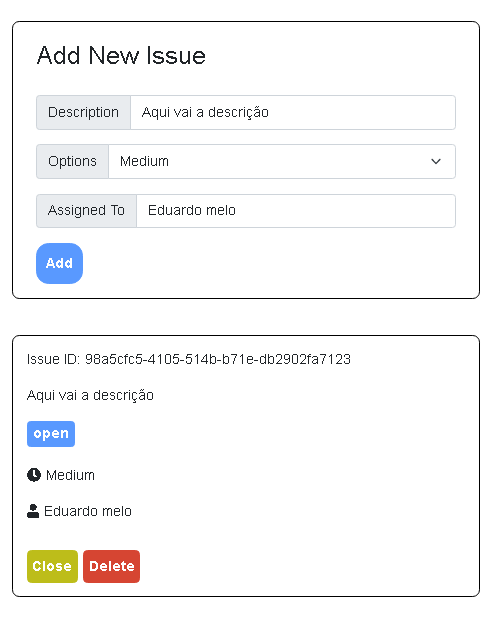 Add New Issue
Description Aqui vai a descrição
Options Medium
Assigned To Eduardo melo
Add
Issue ID: 98a5cfc5-4105-514b-b71e-db2902fa7123
Aqui vai a descrição
open
Medium
Eduardo melo
Close Delete